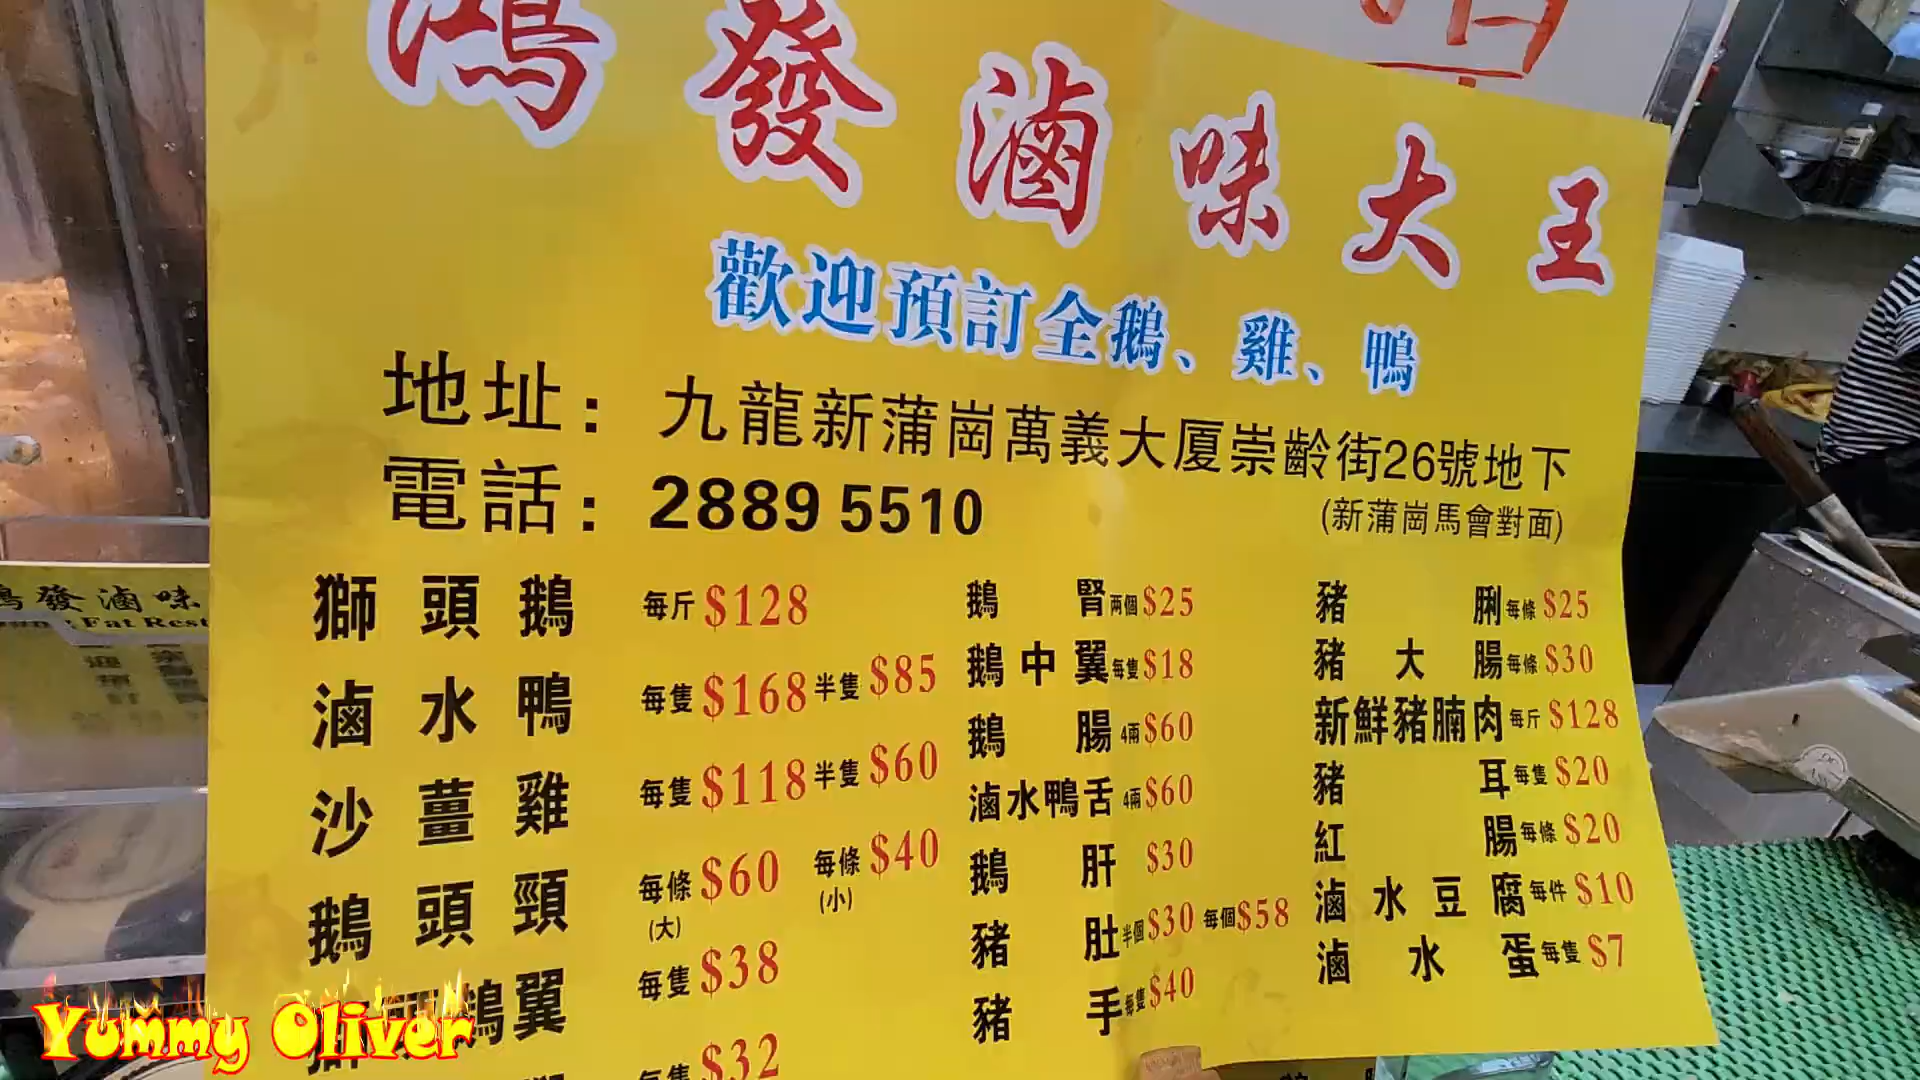 鴻發滷味大王
歡迎預訂全鵝、雞、鴨
地址：九龍新蒲崗萬義大厦崇齡街26號地下
(新蒲崗馬會對面)
電話：2889 5510
獅頭鵝 每斤 $128
滷水鴨 每隻 $168 半隻 $85
沙薑雞 每隻 $118 半隻 $60
鵝頭頸 每條(大) $60 每條(小) $40
鵝翼 每隻 $38
每隻 $32
鵝腎 兩個 $25
鵝中翼 每隻 $18
鵝腸 4兩 $60
滷水鴨舌 4兩 $60
鵝肝 $30
豬肚 半個 $30 每個 $58
豬手 每隻 $40
豬脷 每條 $25
豬大腸 每條 $30
新鮮豬腩肉 每斤 $128
豬耳 每隻 $20
紅腸 每條 $20
滷水豆腐 每件 $10
滷水蛋 每隻 $7
發滷味
Fat Rest
Yummy Oliver